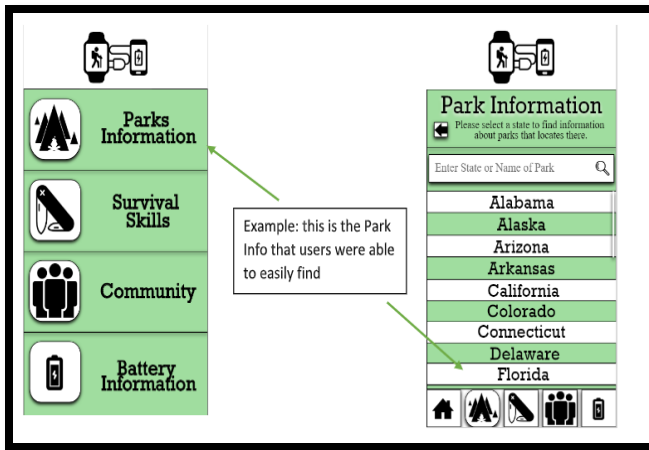 Parks
Information
Survival
Skills
Community
Battery
Information
Example: this is the Park
Info that users were able
to easily find
Park Information
Please select a state to find information
about parks that locates there.
Enter State or Name of Park
Alabama
Alaska
Arizona
Arkansas
California
Colorado
Connecticut
Delaware
Florida